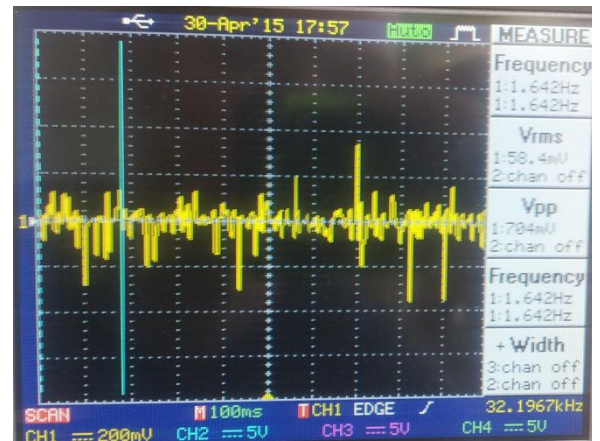 30-Apr'15 17:57 Auto MEASURE
Frequency
1:1.642Hz
1:1.642Hz
Vrms
1:58.4mV
2:chan off
Vpp
1:704mV
2:chan off
Frequency
1:1.642Hz
1:1.642Hz
+ Width
3:chan off
2:chan off
1
SCAN M 100ms T CH1 EDGE 32.1967kHz
CH1 200mV CH2 5V CH3 5V CH4 5V